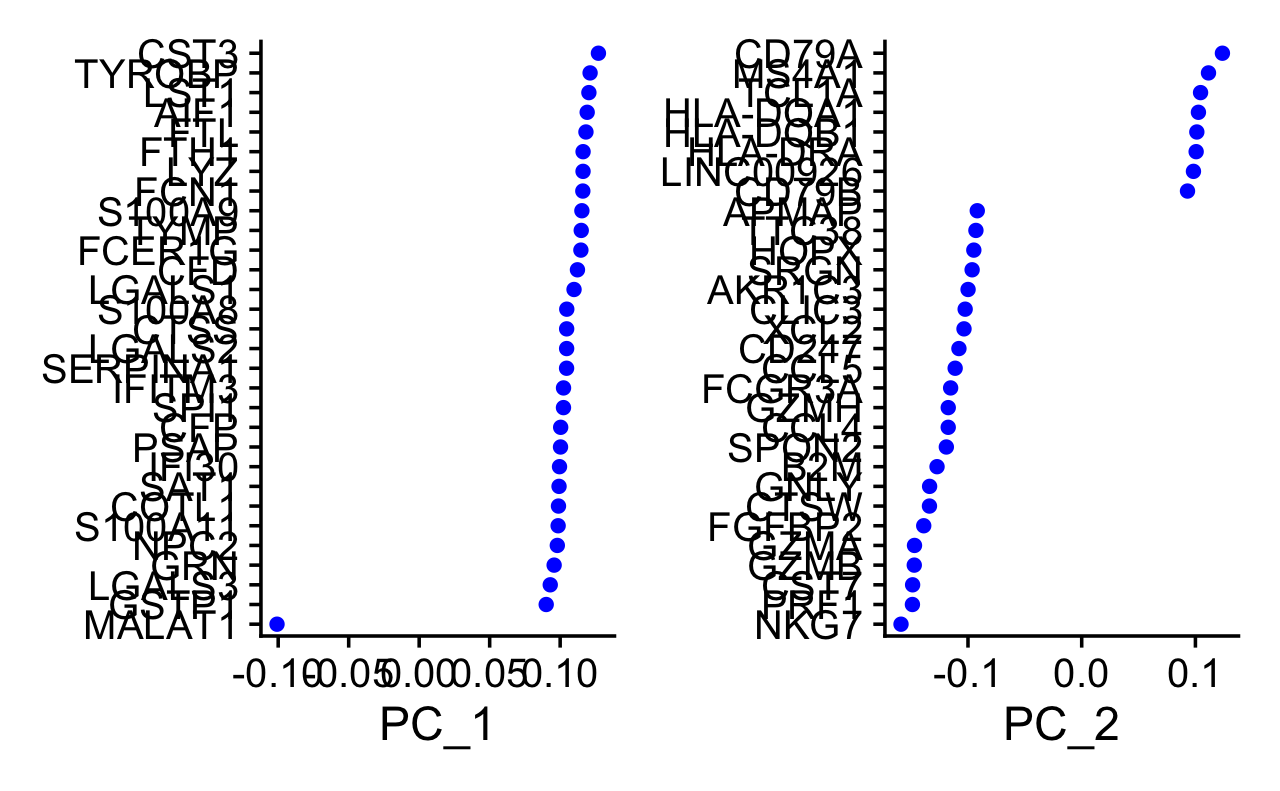 CST3
TYROBP
LST1
AIF1
FTL
FTH1
LYZ
FCN1
S100A9
TYMP
FCER1G
CFD
LGALS1
S100A8
CTSS
LGALS2
SERPINA1
IFITM3
SPI1
CFP
PSAP
IFI30
SAT1
COTL1
S100A11
NPC2
GRN
LGALS3
GSTP1
MALAT1
-0.10 -0.05 0.00 0.05 0.10
PC_1
CD79A
MS4A1
TCL1A
HLA-DQA1
HLA-DQB1
HLA-DRA
LINC00926
CD79B
APMAP
TTC38
HOPX
SRGN
AKR1C3
CLIC3
XCL2
CD247
CCL5
FCGR3A
GZMH
CCL4
SPON2
B2M
GNLY
CTSW
FGFBP2
GZMA
GZMB
CST7
PRF1
NKG7
-0.1 0.0 0.1
PC_2